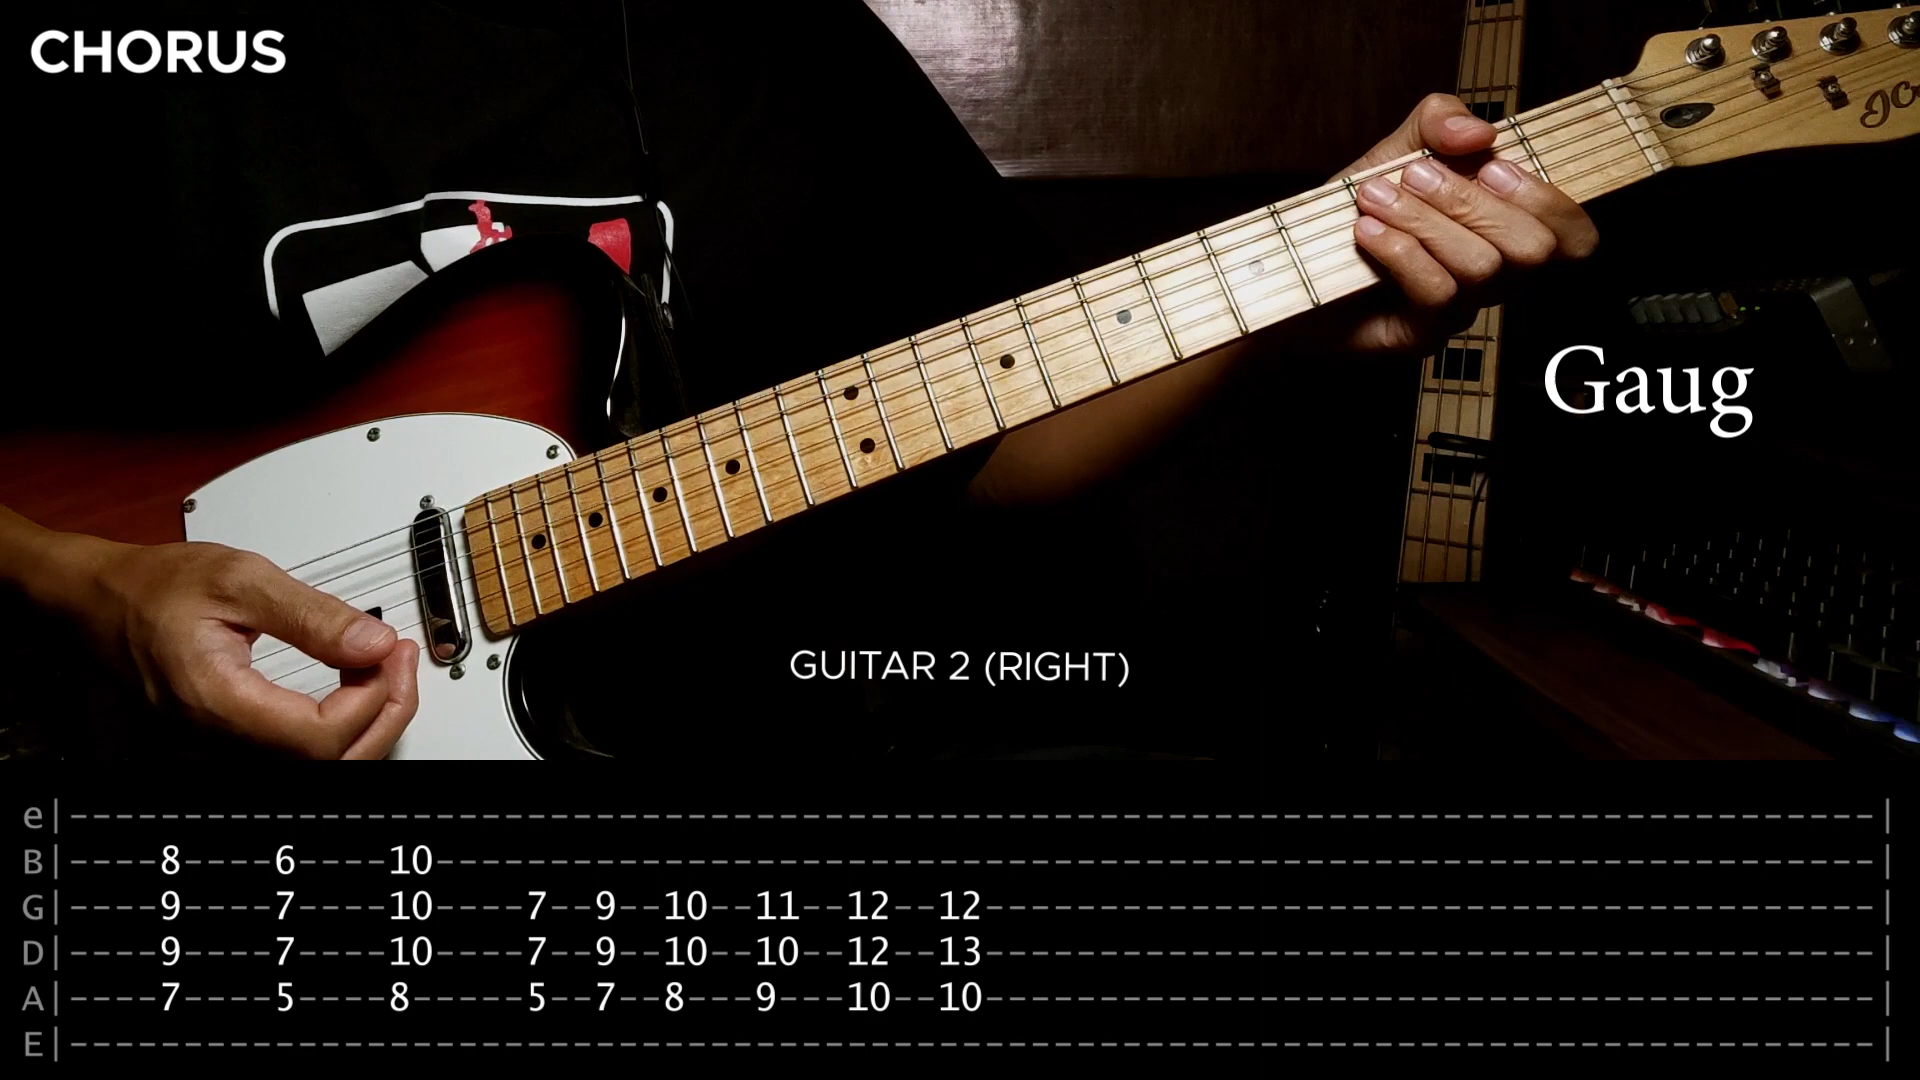 CHORUS
Jc
Gaug
GUITAR 2 (RIGHT)
e|----------------------------------------------------------------------------|
B|----8----6----10---------------------------------------------------------------|
G|----9----7----10----7--9--10--11--12--12---------------------------------------|
D|----9----7----10----7--9--10--10--12--13---------------------------------------|
A|----7----5----8-----5--7--8---9---10--10---------------------------------------|
E|----------------------------------------------------------------------------|